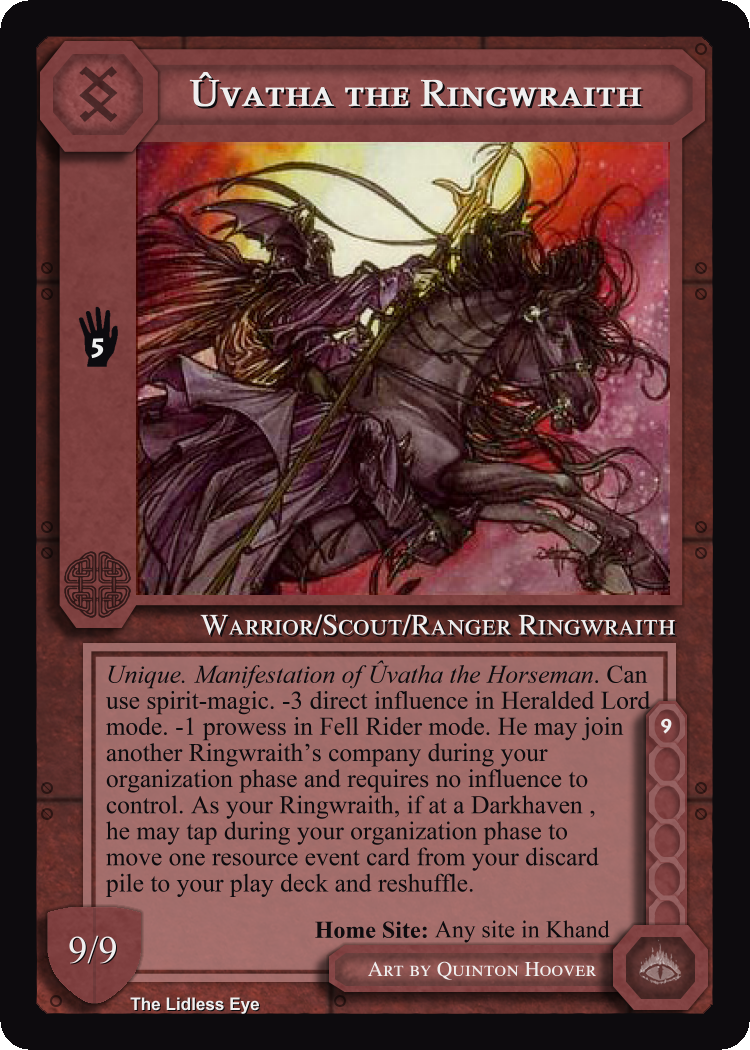 Ûvatha the Ringwraith
5
Warrior/Scout/Ranger Ringwraith
Unique. Manifestation of Ûvatha the Horseman. Can
use spirit-magic. -3 direct influence in Heralded Lord
mode. -1 prowess in Fell Rider mode. He may join
another Ringwraith's company during your
organization phase and requires no influence to
control. As your Ringwraith, if at a Darkhaven ,
he may tap during your organization phase to
move one resource event card from your discard
pile to your play deck and reshuffle.
9
Home Site: Any site in Khand
9/9
Art by Quinton Hoover
The Lidless Eye